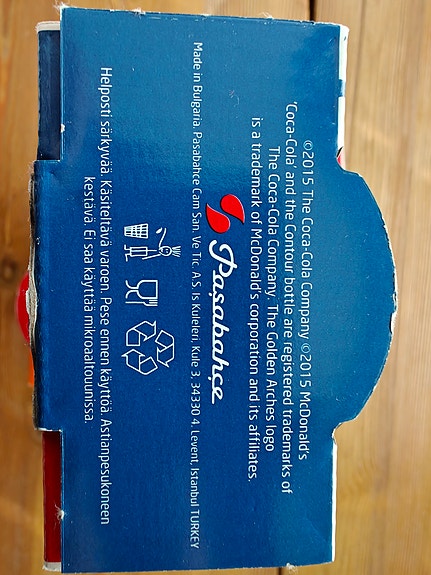 ©2015 The Coca-Cola Company ©2015 McDonald's
'Coca-Cola' and the Contour bottle are registered trademarks of
The Coca-Cola Company. The Golden Arches logo
is a trademark of McDonald's corporation and its affiliates.
Paşabahçe
Made in Bulgaria. Pasabahce Cam San. Ve Tic. A.S. Is Kuleleri, Kule 3, 34330 4. Levent, Istanbul TURKEY
Helposti särkyvää. Käsiteltävä varoen. Pese ennen käyttöä. Astianpesukoneen
kestävä. Ei saa käyttää mikroaaltouunissa.